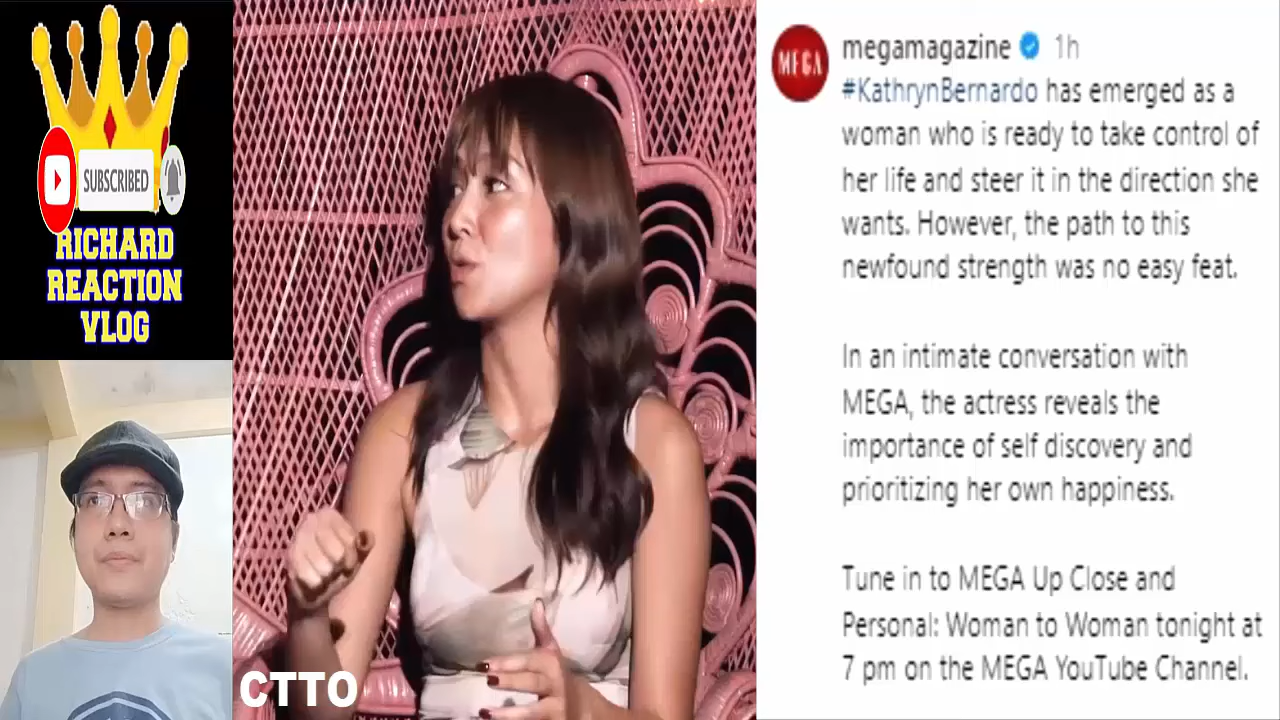 SUBSCRIBED
RICHARD
REACTION
VLOG
CTTO
MEGA
megamagazine 1h
#KathrynBernardo has emerged as a
woman who is ready to take control of
her life and steer it in the direction she
wants. However, the path to this
newfound strength was no easy feat.
In an intimate conversation with
MEGA, the actress reveals the
importance of self discovery and
prioritizing her own happiness.
Tune in to MEGA Up Close and
Personal: Woman to Woman tonight at
7 pm on the MEGA YouTube Channel.